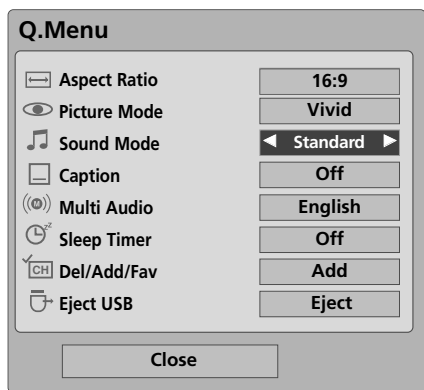 Q.Menu
Aspect Ratio 16:9
Picture Mode Vivid
Sound Mode Standard
Caption Off
Multi Audio English
Sleep Timer Off
Del/Add/Fav Add
Eject USB Eject
Close